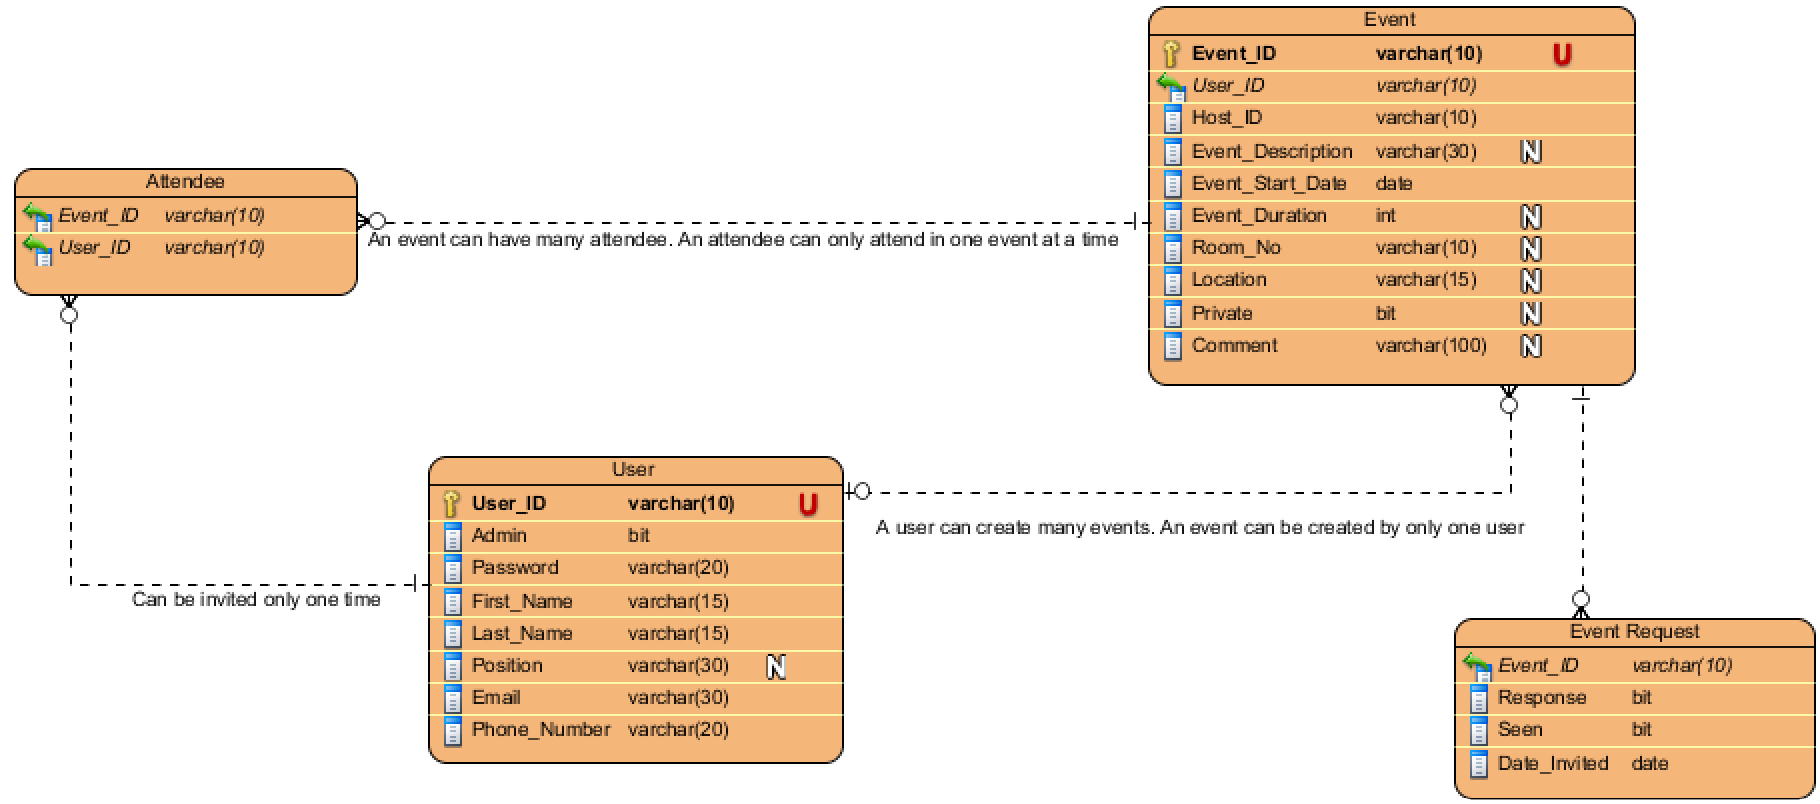 Event
Event_ID varchar(10) U
User_ID varchar(10)
Host_ID varchar(10)
Event_Description varchar(30) N
Event_Start_Date date
Event_Duration int N
Room_No varchar(10) N
Location varchar(15) N
Private bit N
Comment varchar(100) N
Attendee
Event_ID varchar(10)
User_ID varchar(10)
An event can have many attendee. An attendee can only attend in one event at a time
User
User_ID varchar(10) U
Admin bit
Password varchar(20)
First_Name varchar(15)
Last_Name varchar(15)
Position varchar(30) N
Email varchar(30)
Phone_Number varchar(20)
A user can create many events. An event can be created by only one user
Can be invited only one time
Event Request
Event_ID varchar(10)
Response bit
Seen bit
Date_Invited date